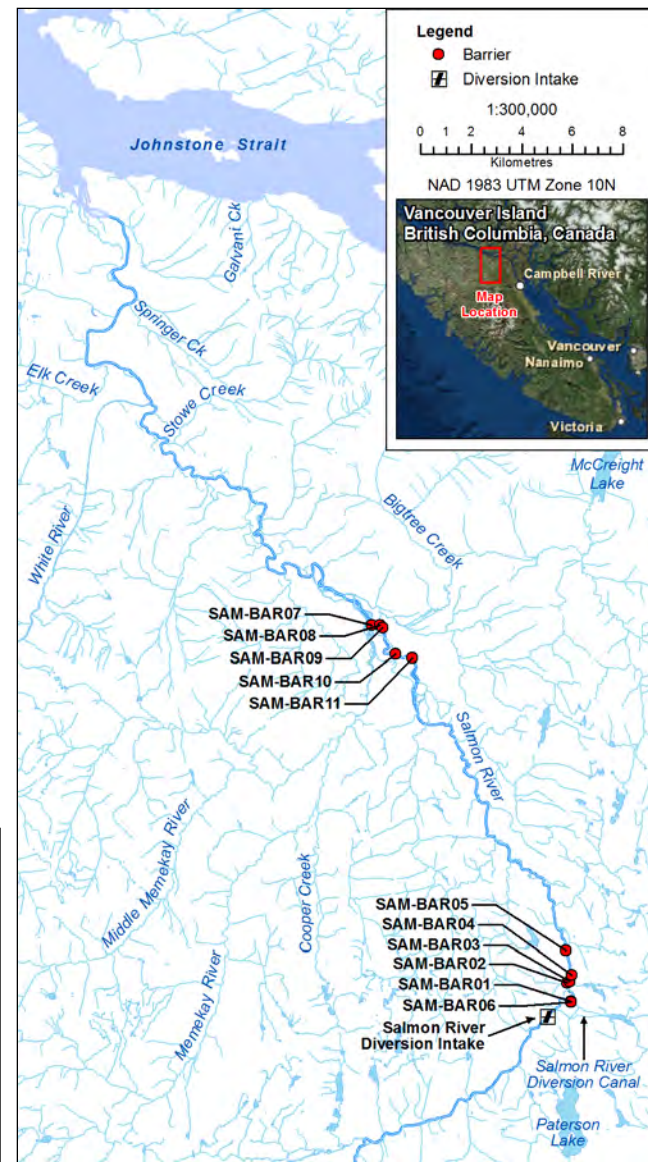 Legend
Barrier
Diversion Intake
1:300,000
0 2 4 6 8
Kilometres
NAD 1983 UTM Zone 10N
Vancouver Island
British Columbia, Canada
Campbell River
Map
Location
Vancouver
Nanaimo
Victoria
Johnstone Strait
Galvani Ck
Springer Ck
Elk Creek
Stowe Creek
White River
McCreight
Lake
Bigtree Creek
SAM-BAR07
SAM-BAR08
SAM-BAR09
SAM-BAR10
SAM-BAR11
Salmon River
Middle Memekay River
Cooper Creek
Memekay River
SAM-BAR05
SAM-BAR04
SAM-BAR03
SAM-BAR02
SAM-BAR01
SAM-BAR06
Salmon River
Diversion Intake
Salmon River
Diversion Canal
Paterson
Lake